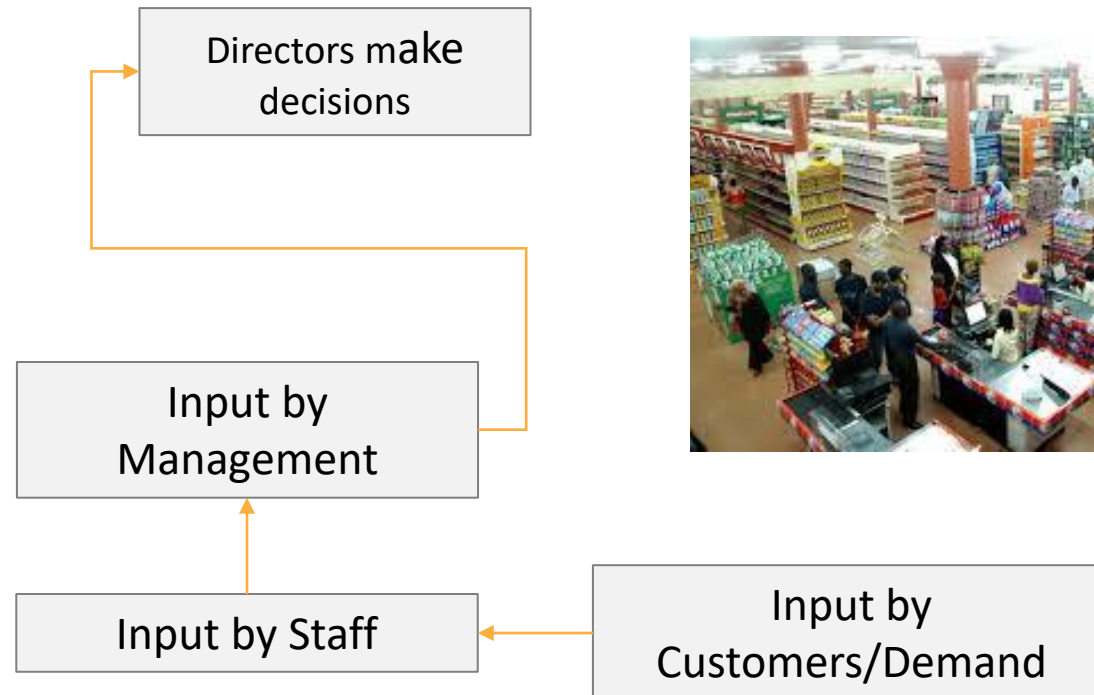 Directors make
decisions
Input by
Management
Input by Staff
Input by
Customers/Demand